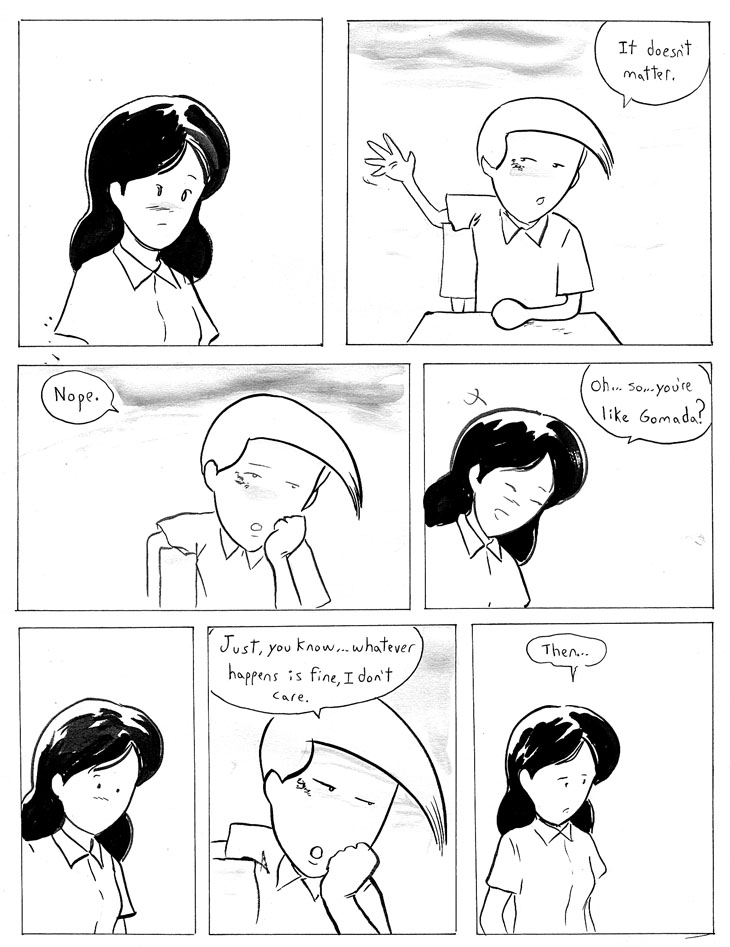 It doesn't
matter.
Nope.
Oh... so...you're
like Gomada?
Just, you know...whatever
happens is fine, I don't
care.
Then...